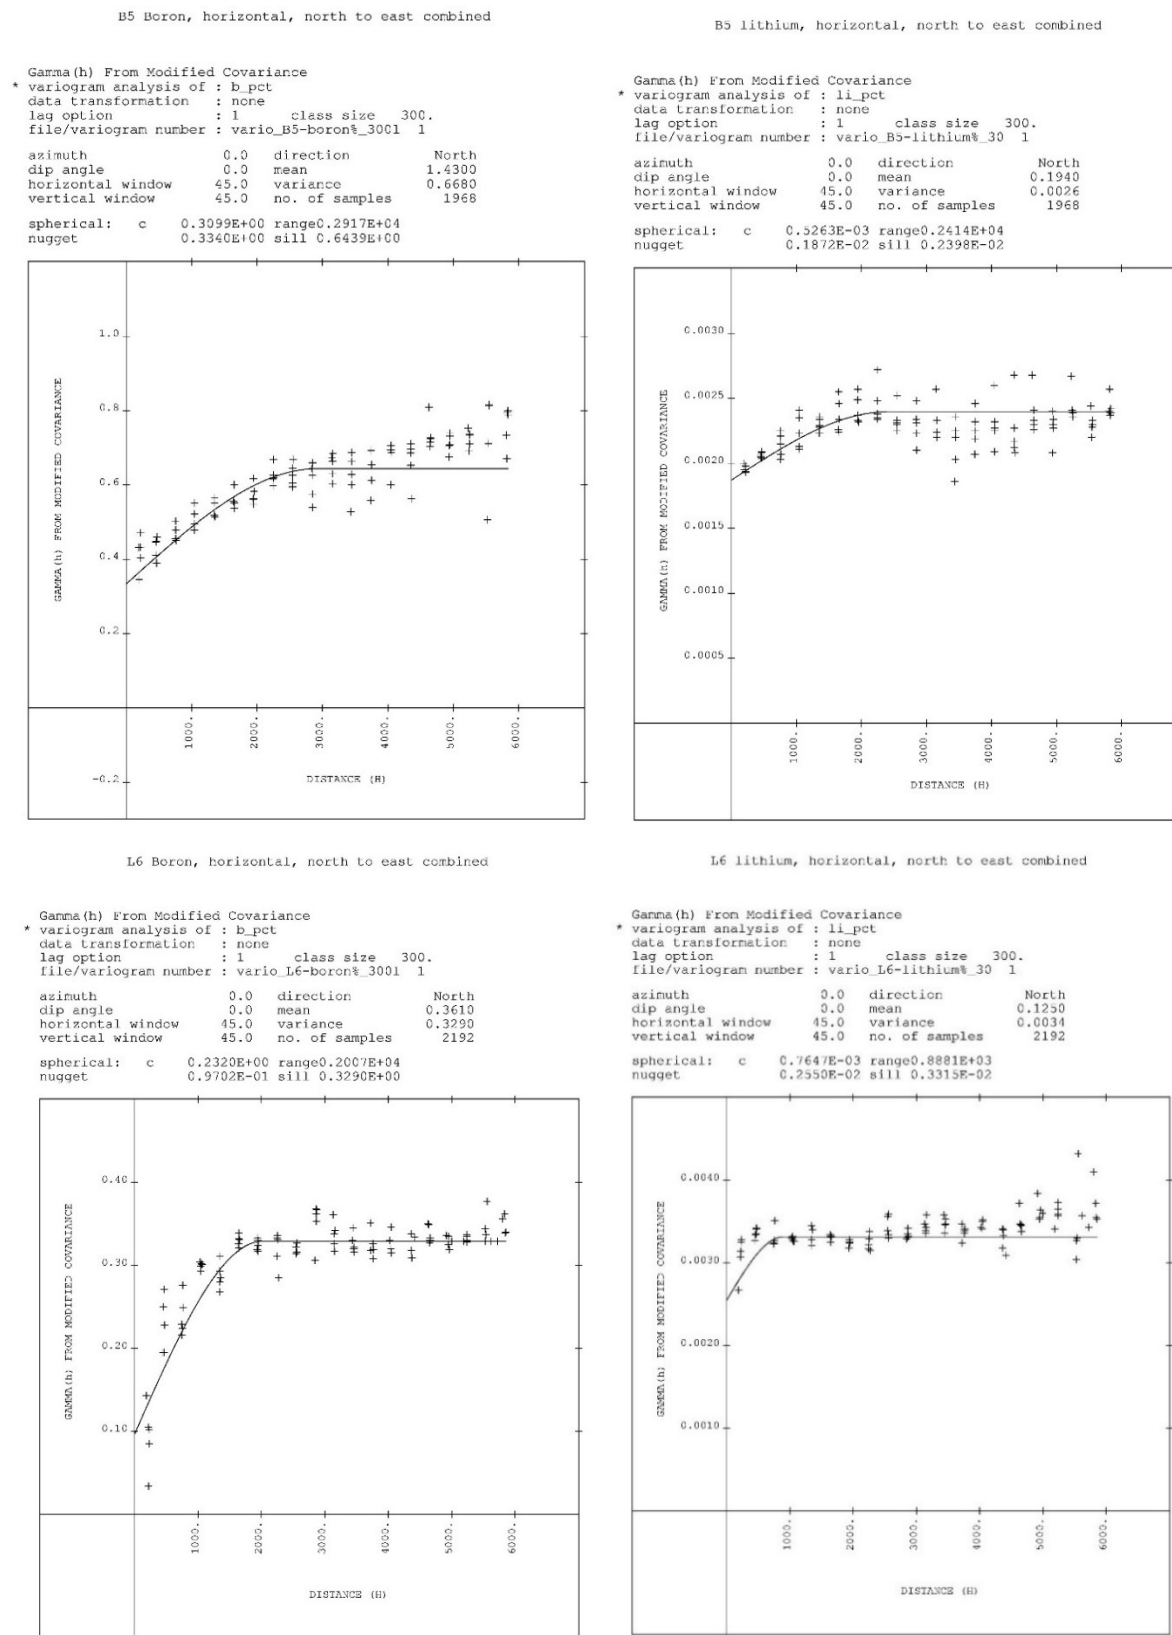 B5 Boron, horizontal, north to east combined
Gamma(h) From Modified Covariance
* variogram analysis of : b_pct
data transformation : none
lag option : 1 class size 300.
file/variogram number : vario_B5-boron%_300l 1
azimuth 0.0 direction North
dip angle 0.0 mean 1.4300
horizontal window 45.0 variance 0.6680
vertical window 45.0 no. of samples 1968
spherical: c 0.3099E+00 range0.2917E+04
nugget 0.3340E+00 sill 0.6439E+00
GAMMA(h) FROM MODIFIED COVARIANCE
1.0
0.8
0.6
0.4
0.2
-0.2
1000. 2000. 3000. 4000. 5000. 6000.
DISTANCE (H)
B5 lithium, horizontal, north to east combined
Gamma(h) From Modified Covariance
* variogram analysis of : li_pct
data transformation : none
lag option : 1 class size 300.
file/variogram number : vario_B5-lithium%_30 1
azimuth 0.0 direction North
dip angle 0.0 mean 0.1940
horizontal window 45.0 variance 0.0026
vertical window 45.0 no. of samples 1968
spherical: c 0.5263E-03 range0.2414E+04
nugget 0.1872E-02 sill 0.2398E-02
GAMMA(h) FROM MODIFIED COVARIANCE
0.0030
0.0025
0.0020
0.0015
0.0010
0.0005
1000. 2000. 3000. 4000. 5000. 6000.
DISTANCE (H)
L6 Boron, horizontal, north to east combined
Gamma(h) From Modified Covariance
* variogram analysis of : b_pct
data transformation : none
lag option : 1 class size 300.
file/variogram number : vario_L6-boron%_300l 1
azimuth 0.0 direction North
dip angle 0.0 mean 0.3610
horizontal window 45.0 variance 0.3290
vertical window 45.0 no. of samples 2192
spherical: c 0.2320E+00 range0.2007E+04
nugget 0.9702E-01 sill 0.3290E+00
GAMMA(h) FROM MODIFIED COVARIANCE
0.40
0.30
0.20
0.10
1000. 2000. 3000. 4000. 5000. 6000.
DISTANCE (H)
L6 lithium, horizontal, north to east combined
Gamma(h) From Modified Covariance
* variogram analysis of : li_pct
data transformation : none
lag option : 1 class size 300.
file/variogram number : vario_L6-lithium%_30 1
azimuth 0.0 direction North
dip angle 0.0 mean 0.1250
horizontal window 45.0 variance 0.0034
vertical window 45.0 no. of samples 2192
spherical: c 0.7647E-03 range0.8881E+03
nugget 0.2550E-02 sill 0.3315E-02
GAMMA(h) FROM MODIFIED COVARIANCE
0.0040
0.0030
0.0020
0.0010
1000. 2000. 3000. 4000. 5000. 6000.
DISTANCE (H)